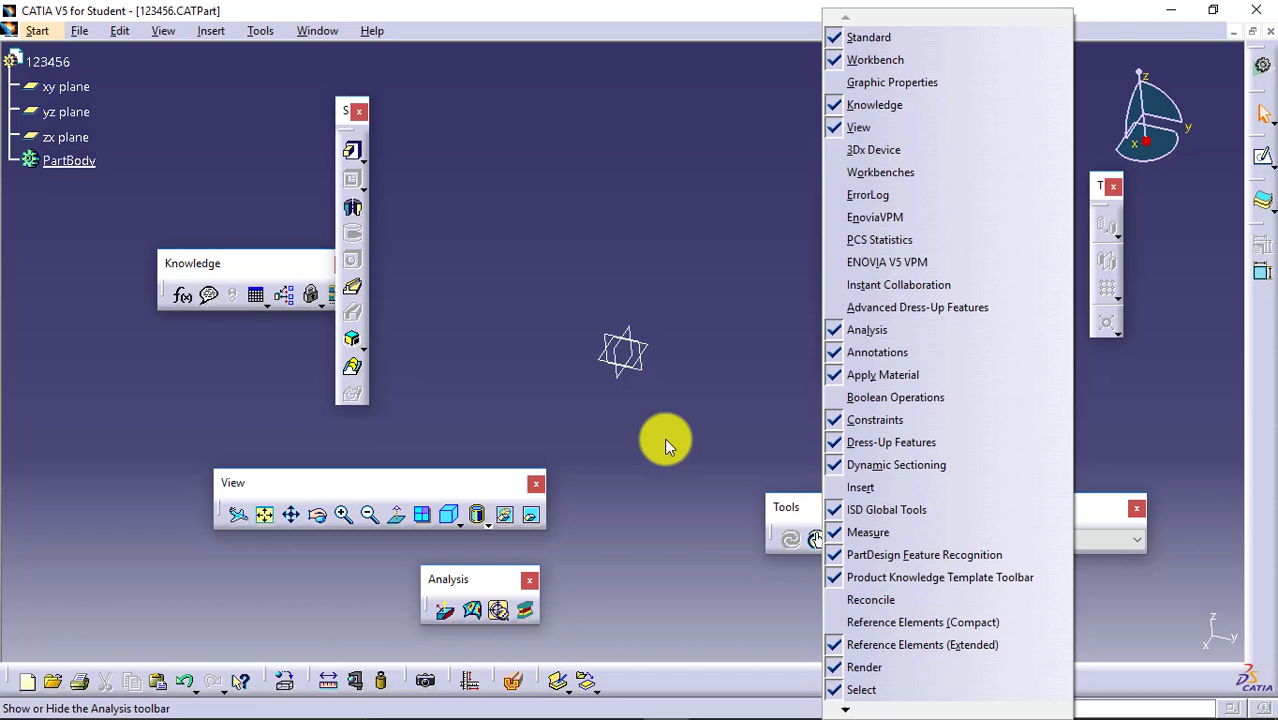 CATIA V5 for Student - [123456.CATPart]
Start File Edit View Insert Tools Window Help
123456
xy plane
yz plane
zx plane
PartBody
S
Knowledge
f(x)
View
Analysis
Tools
T
Standard
Workbench
Graphic Properties
Knowledge
View
3Dx Device
Workbenches
ErrorLog
EnoviaVPM
PCS Statistics
ENOVIA V5 VPM
Instant Collaboration
Advanced Dress-Up Features
Analysis
Annotations
Apply Material
Boolean Operations
Constraints
Dress-Up Features
Dynamic Sectioning
Insert
ISD Global Tools
Measure
PartDesign Feature Recognition
Product Knowledge Template Toolbar
Reconcile
Reference Elements (Compact)
Reference Elements (Extended)
Render
Select
z
y
x
z
x y
CATIA
Show or Hide the Analysis toolbar